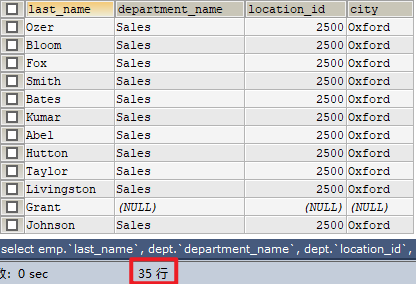 last_name department_name location_id city
Ozer Sales 2500 Oxford
Bloom Sales 2500 Oxford
Fox Sales 2500 Oxford
Smith Sales 2500 Oxford
Bates Sales 2500 Oxford
Kumar Sales 2500 Oxford
Abel Sales 2500 Oxford
Hutton Sales 2500 Oxford
Taylor Sales 2500 Oxford
Livingston Sales 2500 Oxford
Grant (NULL) (NULL) (NULL)
Johnson Sales 2500 Oxford
select emp.`last_name`, dept.`department_name`, dept.`location_id`,
: 0 sec 35 行